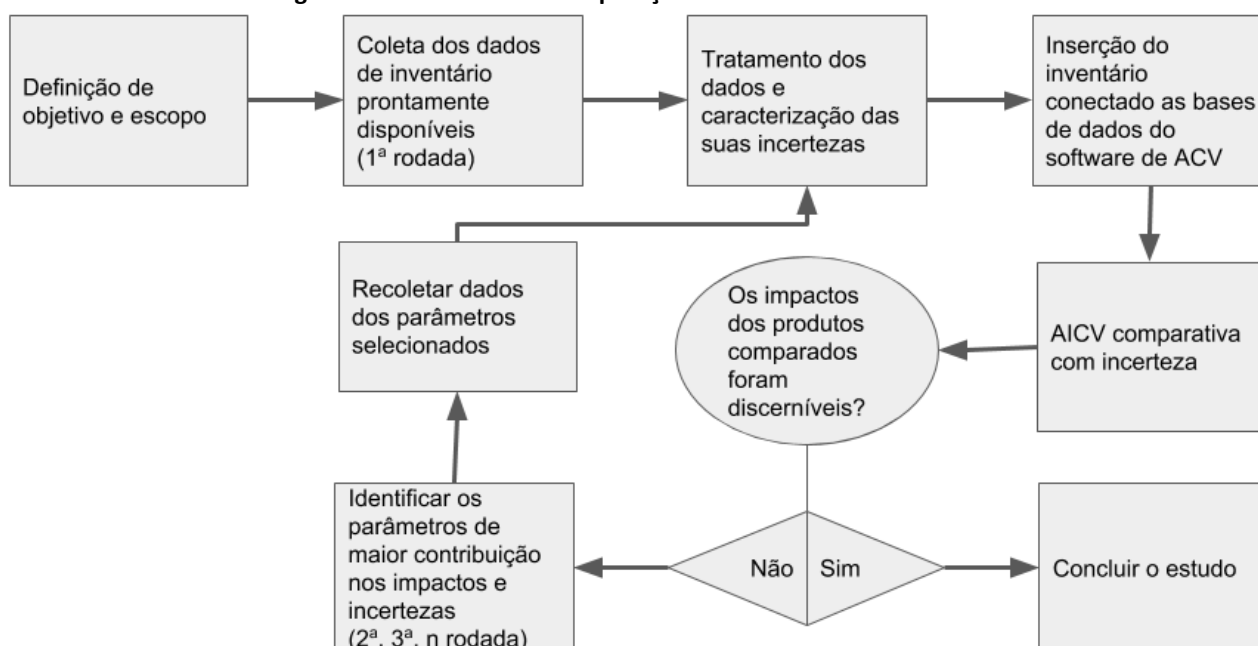 Definição de
objetivo e escopo
Coleta dos dados
de inventário
prontamente
disponíveis
(1ª rodada)
Tratamento dos
dados e
caracterização das
suas incertezas
Inserção do
inventário
conectado as bases
de dados do
software de ACV
Recoletar dados
dos parâmetros
selecionados
Os impactos
dos produtos
comparados
foram
discerníveis?
AICV comparativa
com incerteza
Identificar os
parâmetros de
maior contribuição
nos impactos e
incertezas
(2ª, 3ª, n rodada)
Não
Sim
Concluir o estudo